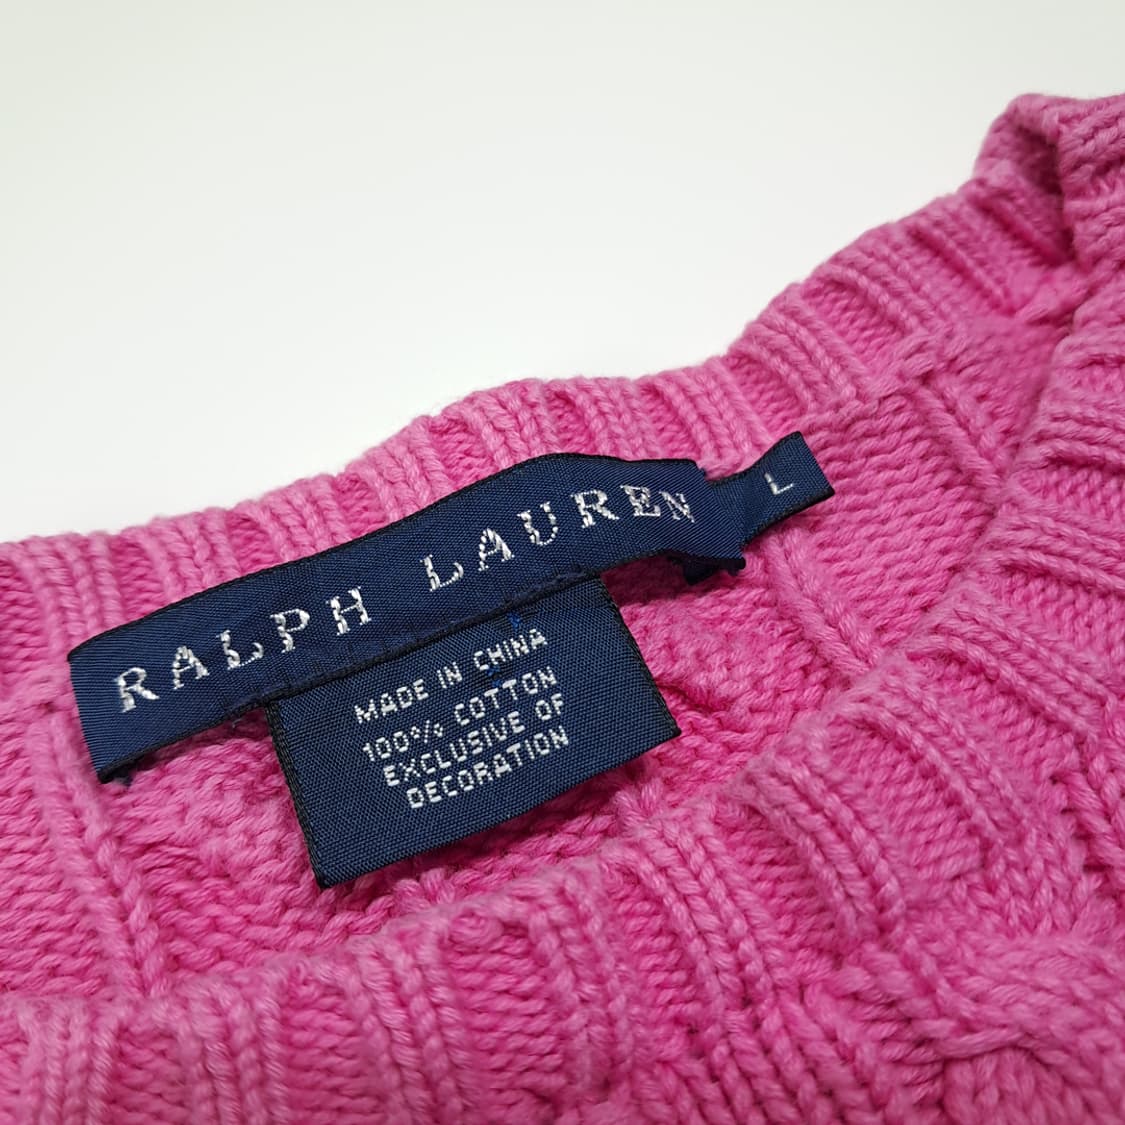 RALPH LAUREN
L
MADE IN CHINA
100% COTTON
EXCLUSIVE OF
DECORATION